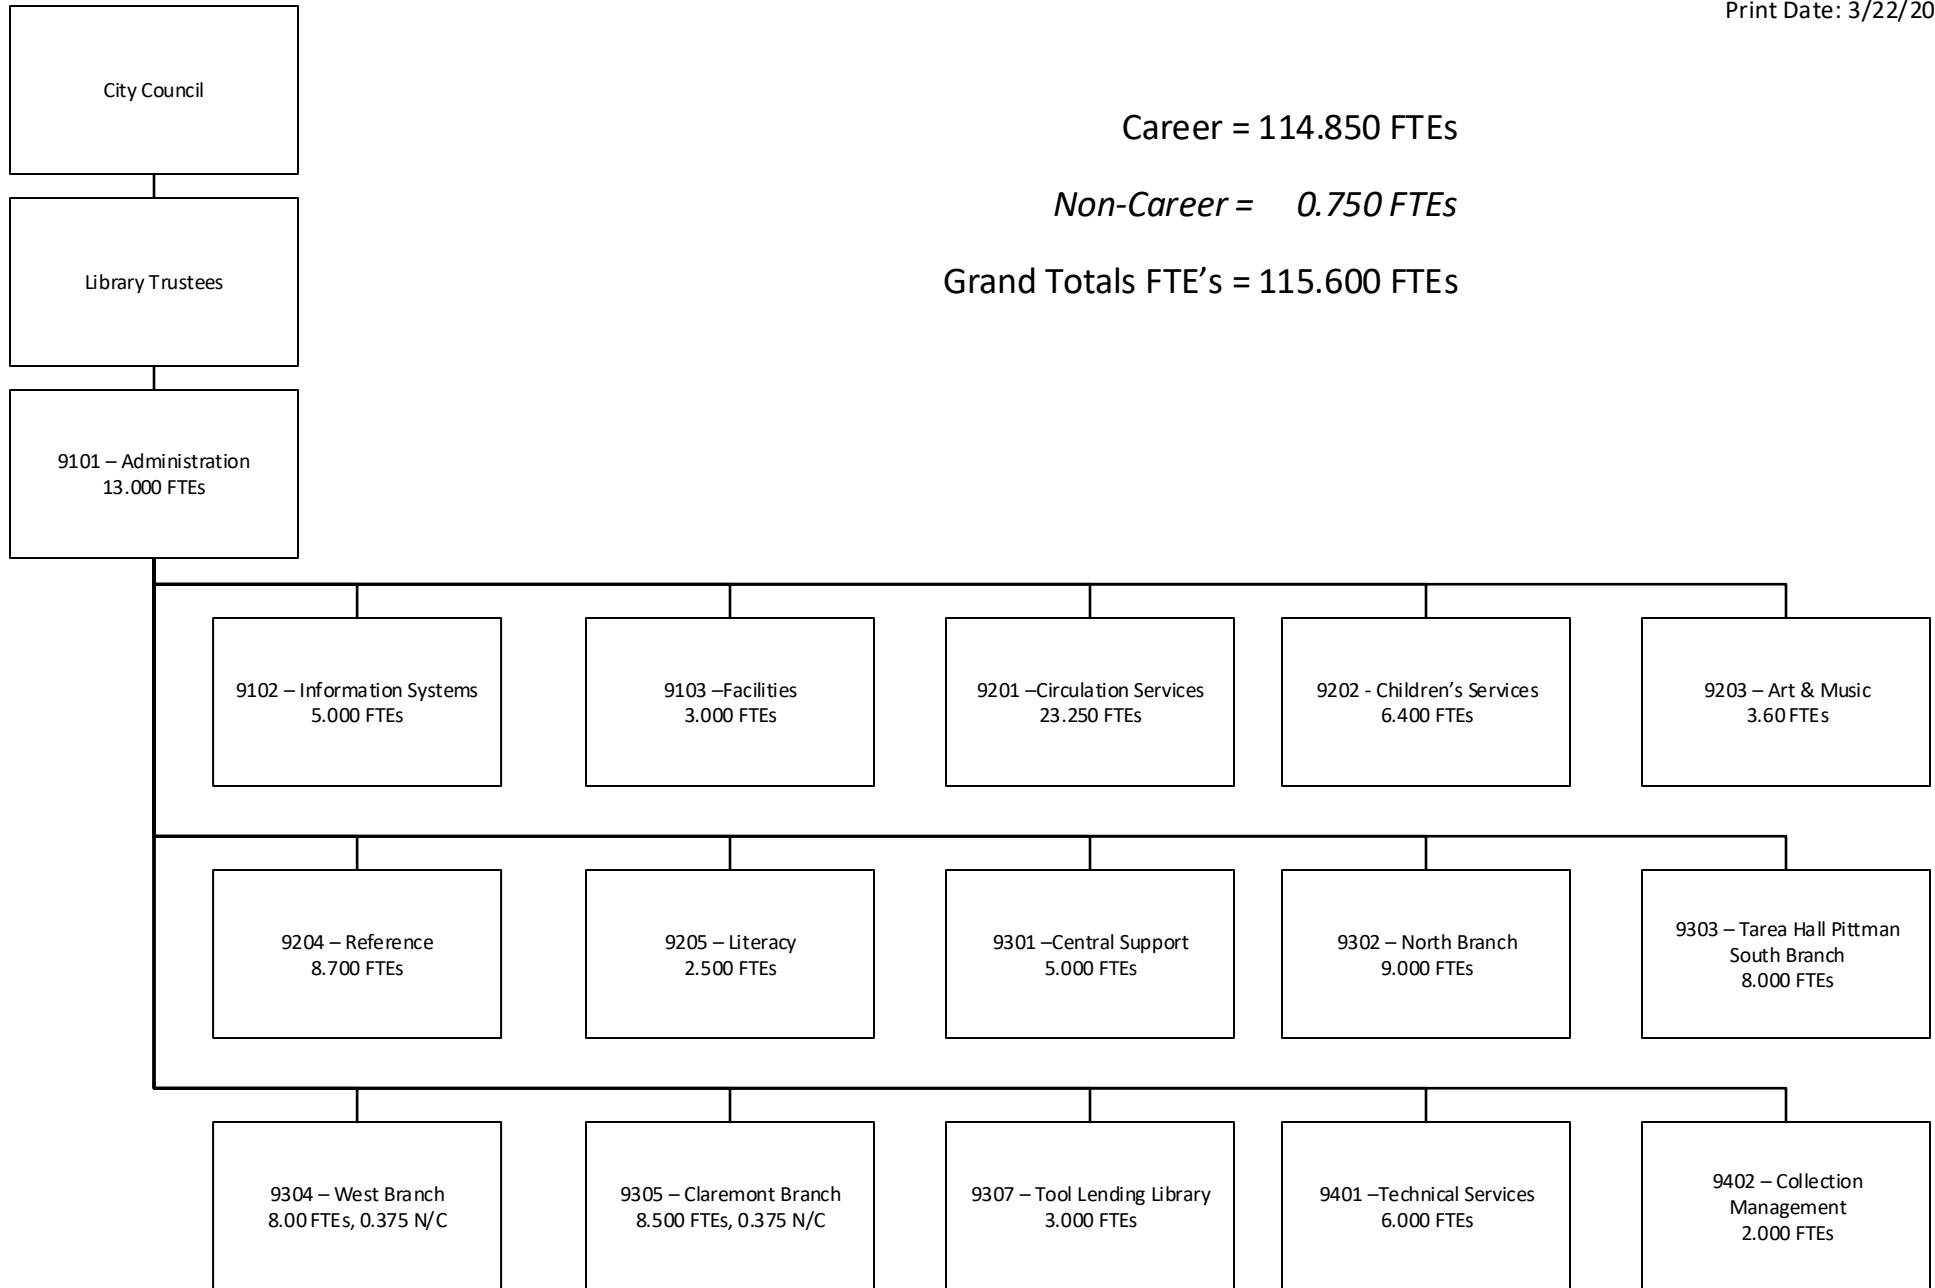 Print Date: 3/22/20
City Council
Career = 114.850 FTEs
Non-Career = 0.750 FTEs
Grand Totals FTE’s = 115.600 FTEs
Library Trustees
9101 – Administration
13.000 FTEs
9102 – Information Systems
5.000 FTEs
9103 –Facilities
3.000 FTEs
9201 –Circulation Services
23.250 FTEs
9202 - Children’s Services
6.400 FTEs
9203 – Art & Music
3.60 FTEs
9204 – Reference
8.700 FTEs
9205 – Literacy
2.500 FTEs
9301 –Central Support
5.000 FTEs
9302 – North Branch
9.000 FTEs
9303 – Tarea Hall Pittman
South Branch
8.000 FTEs
9304 – West Branch
8.00 FTEs, 0.375 N/C
9305 – Claremont Branch
8.500 FTEs, 0.375 N/C
9307 – Tool Lending Library
3.000 FTEs
9401 –Technical Services
6.000 FTEs
9402 – Collection
Management
2.000 FTEs